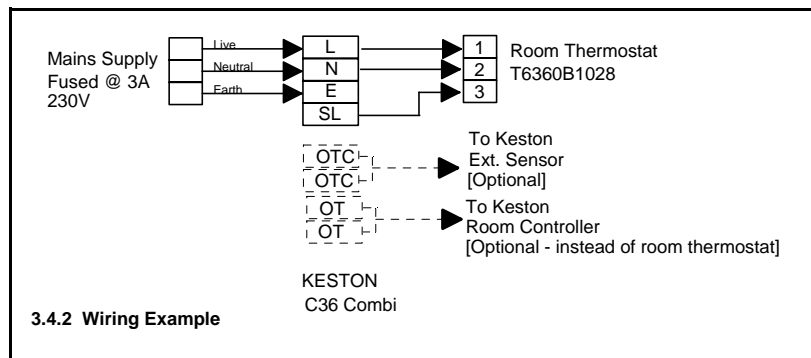 Mains Supply
Fused @ 3A
230V
Live
Neutral
Earth
L
N
E
SL
1
2
3
Room Thermostat
T6360B1028
OTC
OTC
To Keston
Ext. Sensor
[Optional]
OT
OT
To Keston
Room Controller
[Optional - instead of room thermostat]
KESTON
C36 Combi
3.4.2 Wiring Example